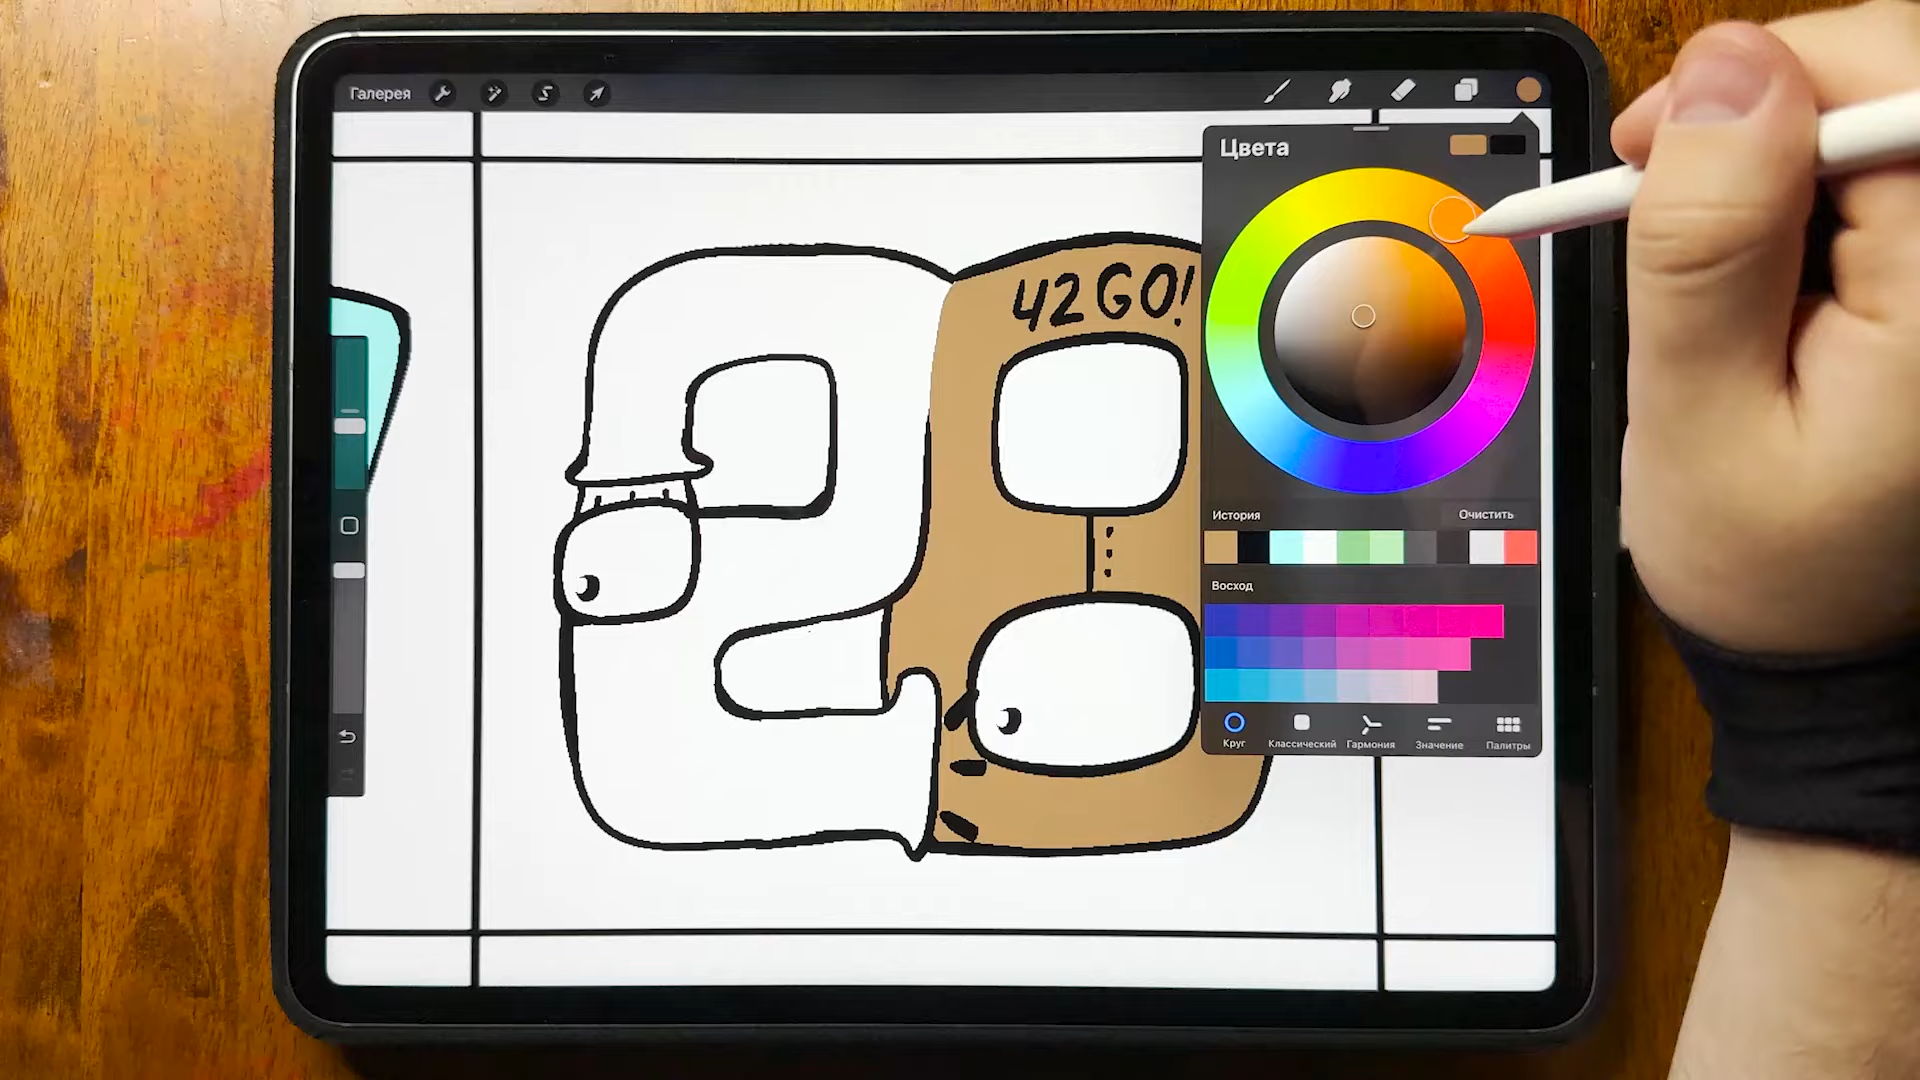 Галерея
Цвета
42GO!
История
Очистить
Восход
Круг
Классический
Гармония
Значение
Палитры